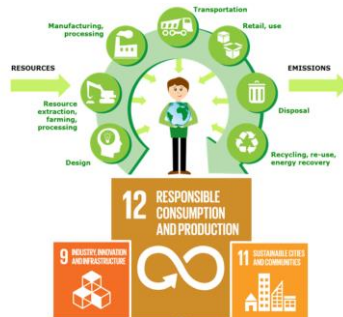 Transportation
Manufacturing,
processing
Retail, use
RESOURCES
EMISSIONS
Resource
extraction,
farming,
processing
Disposal
Design
Recycling, re-use,
energy recovery
12 RESPONSIBLE
CONSUMPTION
AND PRODUCTION
9 INDUSTRY, INNOVATION
AND INFRASTRUCTURE
11 SUSTAINABLE CITIES
AND COMMUNITIES